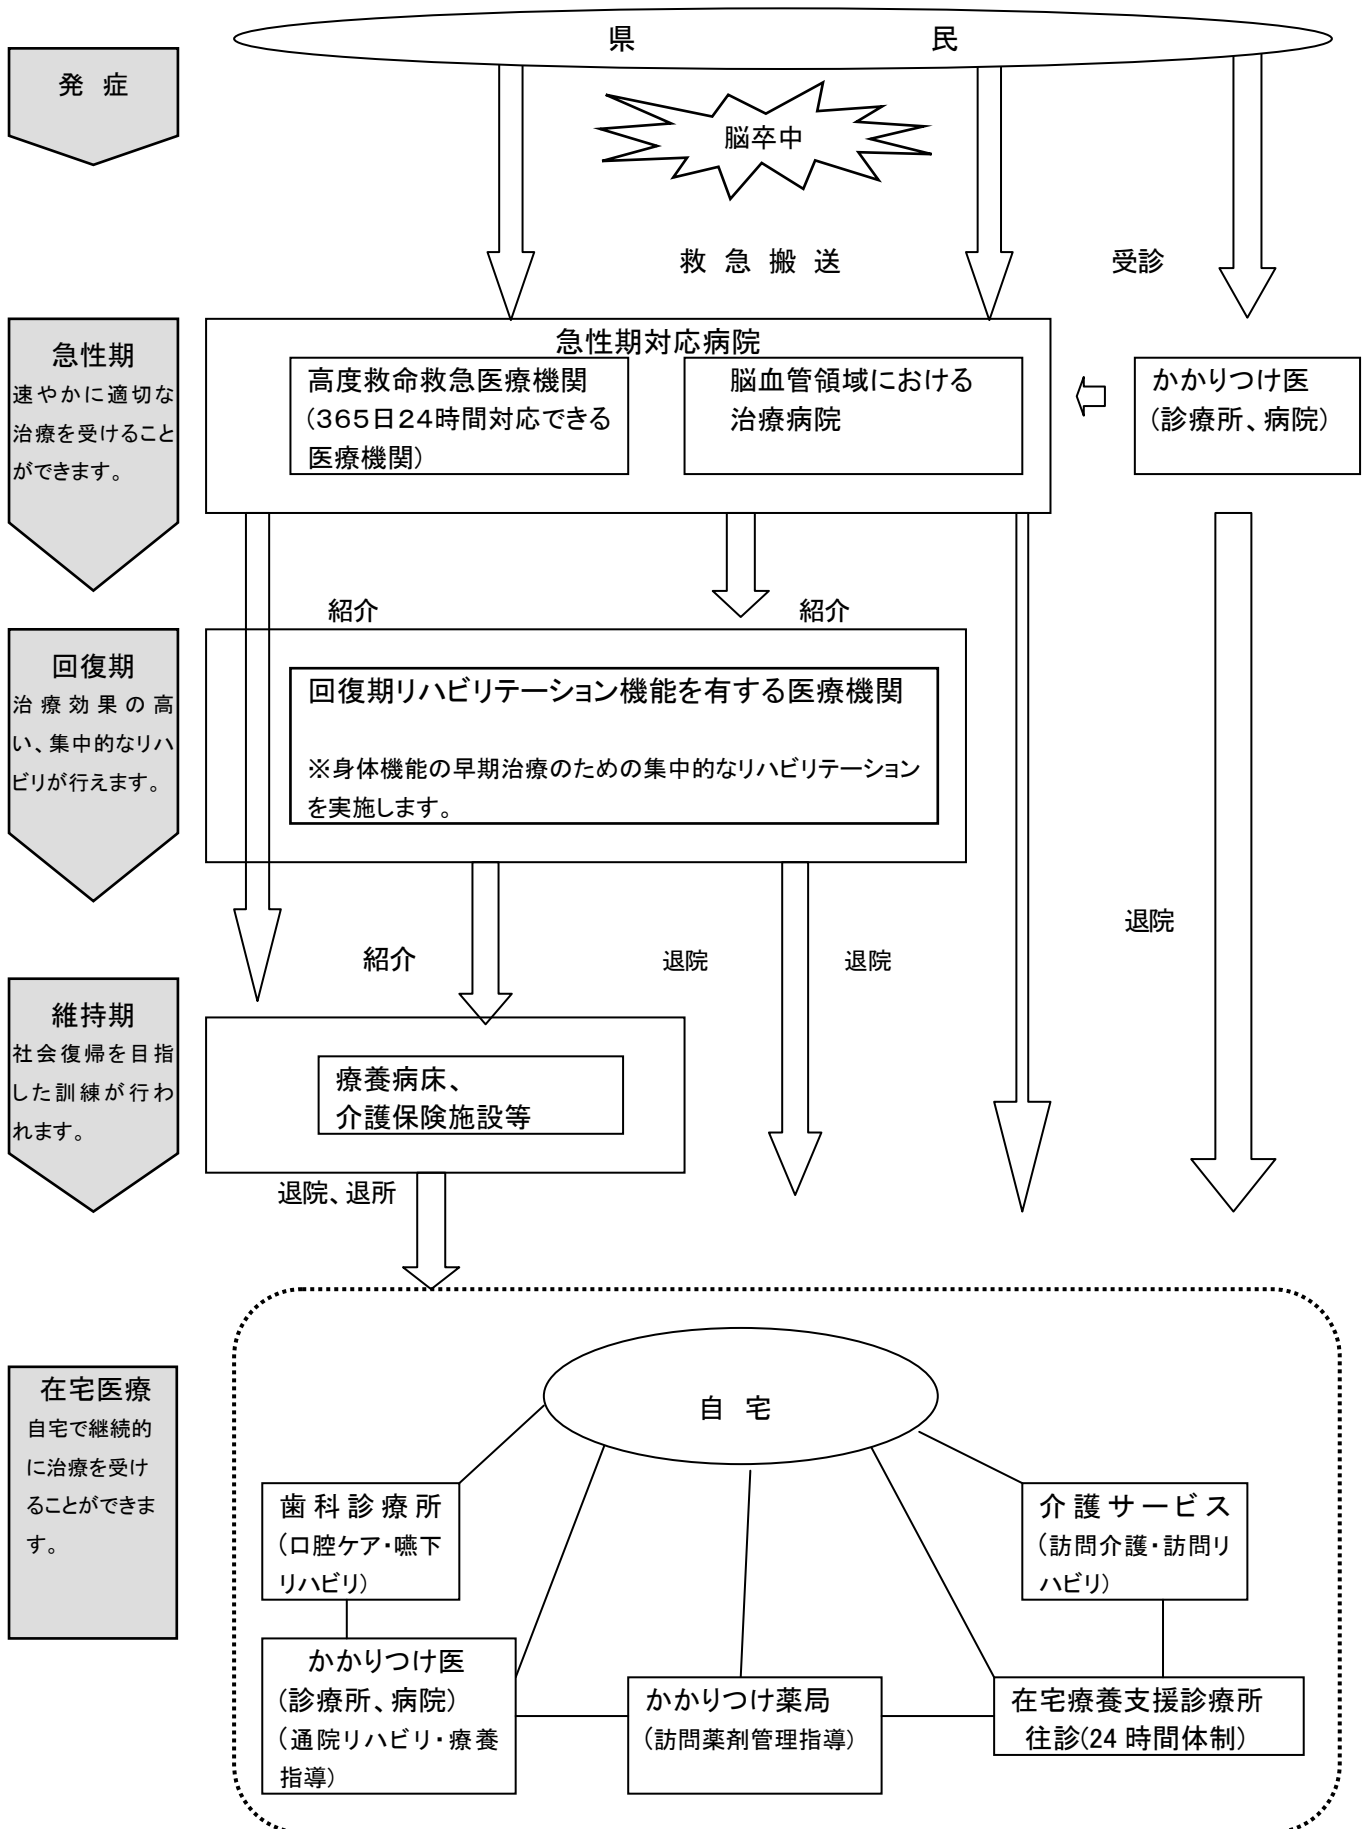 県　民
発 症
脳卒中
救 急 搬 送
受診
急性期
速やかに適切な
治療を受けること
ができます。
急性期対応病院
高度救命救急医療機関
(365日24時間対応できる
医療機関)
脳血管領域における
治療病院
かかりつけ医
(診療所、病院)
紹介
紹介
回復期
治療効果の高
い、集中的なリハ
ビリが行えます。
回復期リハビリテーション機能を有する医療機関
※身体機能の早期治療のための集中的なリハビリテーション
を実施します。
紹介
退院
退院
退院
維持期
社会復帰を目指
した訓練が行わ
れます。
療養病床、
介護保険施設等
退院、退所
在宅医療
自宅で継続的
に治療を受け
ることができま
す。
自 宅
歯科診療所
(口腔ケア・嚥下
リハビリ)
介護サービス
(訪問介護・訪問リ
ハビリ)
かかりつけ医
(診療所、病院)
(通院リハビリ・療養
指導)
かかりつけ薬局
(訪問薬剤管理指導)
在宅療養支援診療所
往診(24 時間体制)